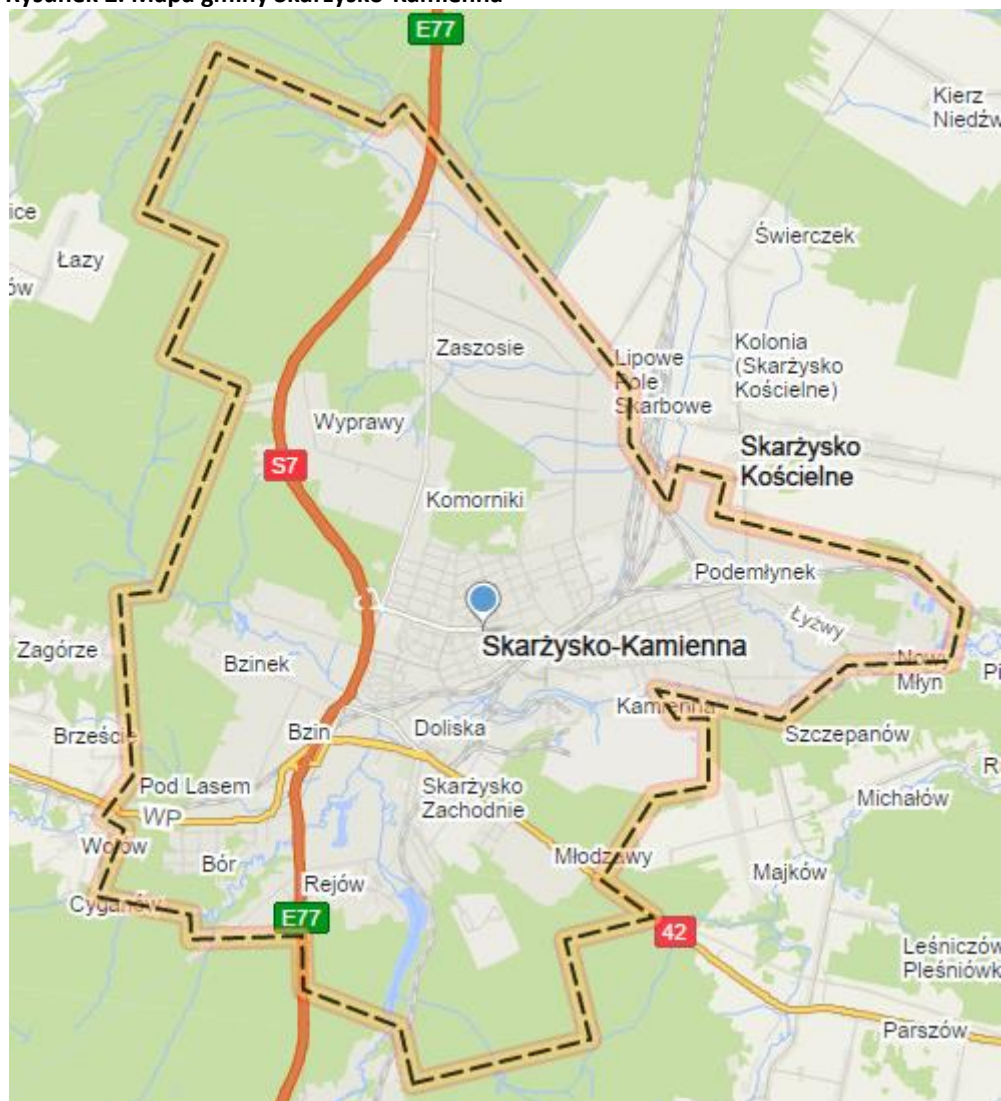 E77
Kierz
Niedźw
ice
Łazy
ów
Świerczek
Zaszosie
Lipowe
Pole
Skarbowe
Kolonia
(Skarżysko
Kościelne)
Wyprawy
S7
Skarżysko
Kościelne
Komorniki
Podemłynek
Łyżwy
Zagórze
Skarżysko-Kamienna
Bzinek
Młyn
Kamienna
Brzeście
Bzin
Doliska
Szczepanów
Pod Lasem
WP
Skarżysko
Zachodnie
Michałów
Wołów
Bór
Młodzawy
Majków
Rejów
Cyganów
E77
42
Leśniczów
Pleśniówk
Parszów